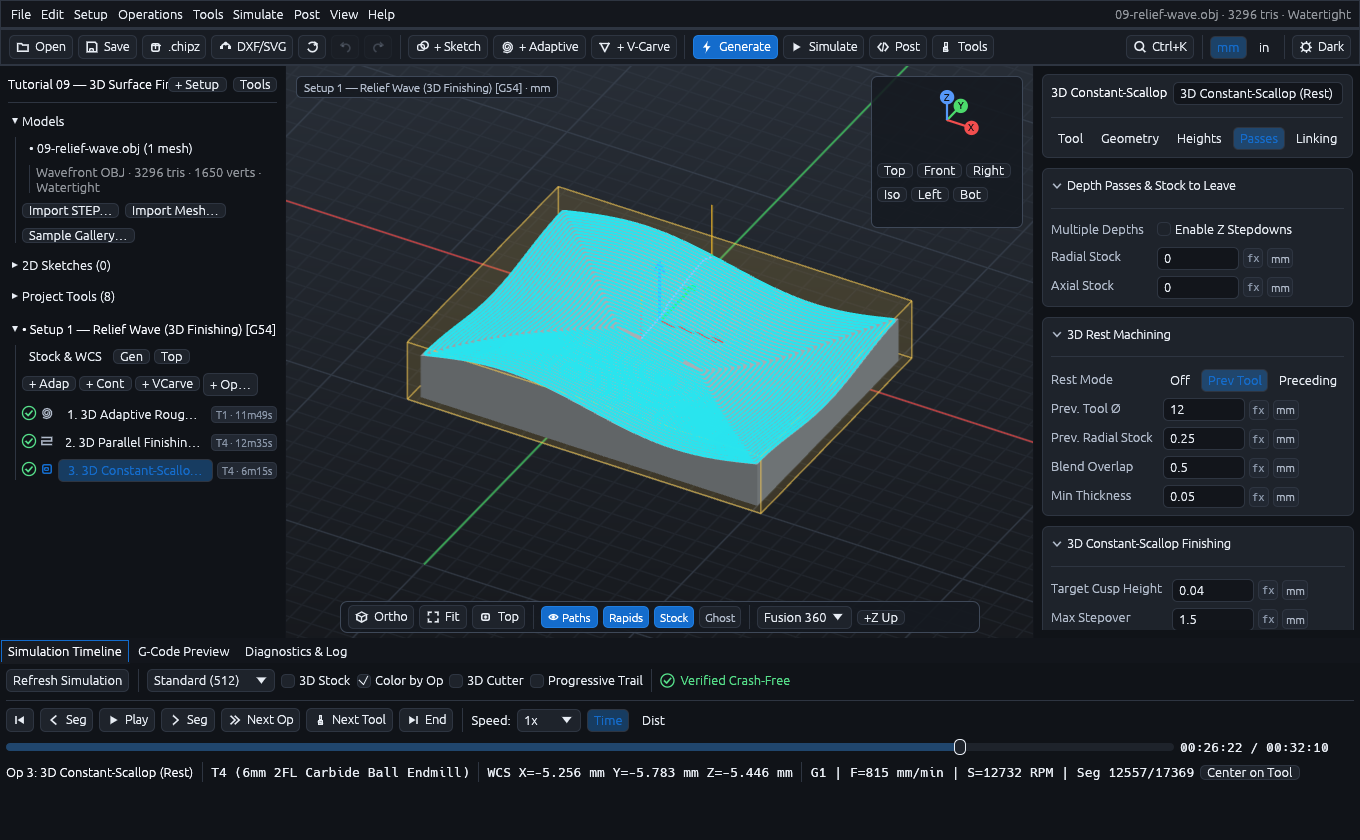 File Edit Setup Operations Tools Simulate Post View Help
09-relief-wave.obj · 3296 tris · Watertight
Open Save .chipz DXF/SVG + Sketch + Adaptive + V-Carve Generate Simulate Post Tools Ctrl+K mm in Dark
Tutorial 09 — 3D Surface Fin + Setup Tools
Models
• 09-relief-wave.obj (1 mesh)
Wavefront OBJ · 3296 tris · 1650 verts ·
Watertight
Import STEP… Import Mesh…
Sample Gallery…
2D Sketches (0)
Project Tools (8)
• Setup 1 — Relief Wave (3D Finishing) [G54]
Stock & WCS Gen Top
+ Adap + Cont + VCarve + Op…
1. 3D Adaptive Roug… T1 · 11m49s
2. 3D Parallel Finishin… T4 · 12m35s
3. 3D Constant-Scallo… T4 · 6m15s
Setup 1 — Relief Wave (3D Finishing) [G54] · mm
Z Y X
Top Front Right
Iso Left Bot
Ortho Fit Top Paths Rapids Stock Ghost Fusion 360 +Z Up
3D Constant-Scallop 3D Constant-Scallop (Rest)
Tool Geometry Heights Passes Linking
Depth Passes & Stock to Leave
Multiple Depths Enable Z Stepdowns
Radial Stock 0 fx mm
Axial Stock 0 fx mm
3D Rest Machining
Rest Mode Off Prev Tool Preceding
Prev. Tool Ø 12 fx mm
Prev. Radial Stock 0.25 fx mm
Blend Overlap 0.5 fx mm
Min Thickness 0.05 fx mm
3D Constant-Scallop Finishing
Target Cusp Height 0.04 fx mm
Max Stepover 1.5 fx mm
Simulation Timeline G-Code Preview Diagnostics & Log
Refresh Simulation Standard (512) 3D Stock Color by Op 3D Cutter Progressive Trail Verified Crash-Free
Seg Play Seg Next Op Next Tool End Speed: 1x Time Dist
00:26:22 / 00:32:10
Op 3: 3D Constant-Scallop (Rest) T4 (6mm 2FL Carbide Ball Endmill) WCS X=-5.256 mm Y=-5.783 mm Z=-5.446 mm G1 | F=815 mm/min | S=12732 RPM | Seg 12557/17369 Center on Tool